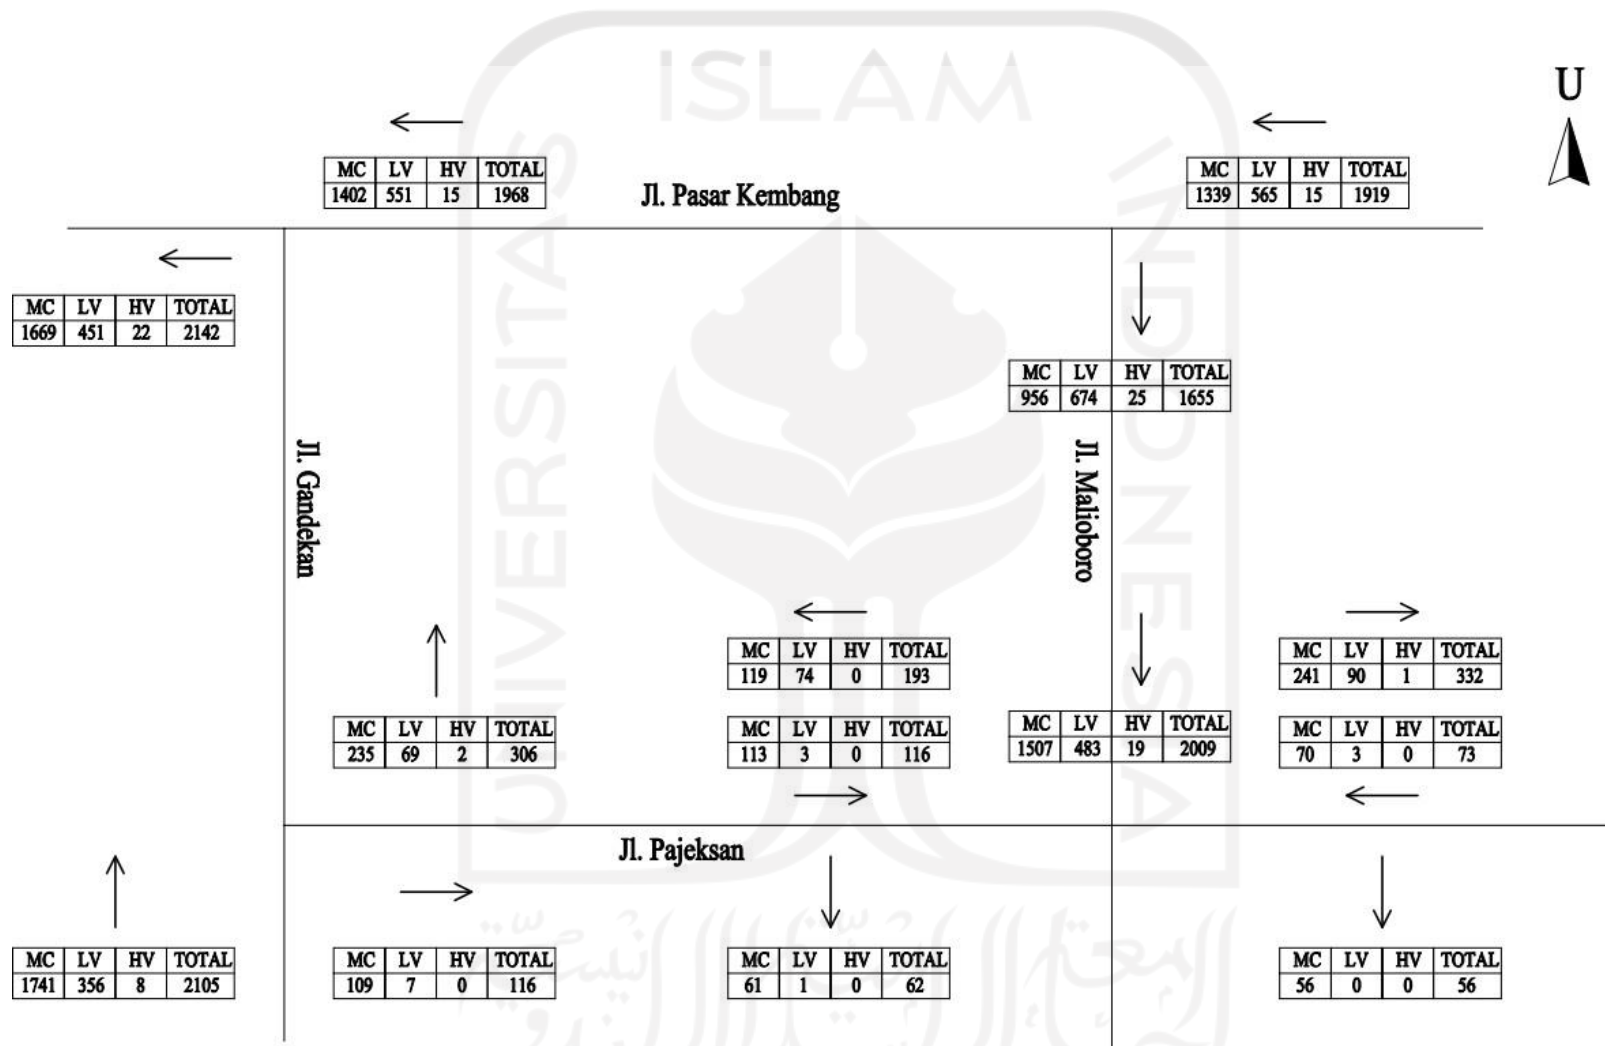 ISLAM
UNIVERSITAS
INDONESIA
U
MC LV HV TOTAL
1402 551 15 1968
Jl. Pasar Kembang
MC LV HV TOTAL
1339 565 15 1919
MC LV HV TOTAL
1669 451 22 2142
MC LV HV TOTAL
956 674 25 1655
Jl. Gandekan
Jl. Malioboro
MC LV HV TOTAL
119 74 0 193
MC LV HV TOTAL
241 90 1 332
MC LV HV TOTAL
235 69 2 306
MC LV HV TOTAL
113 3 0 116
MC LV HV TOTAL
1507 483 19 2009
MC LV HV TOTAL
70 3 0 73
Jl. Pajeksan
MC LV HV TOTAL
1741 356 8 2105
MC LV HV TOTAL
109 7 0 116
MC LV HV TOTAL
61 1 0 62
MC LV HV TOTAL
56 0 0 56